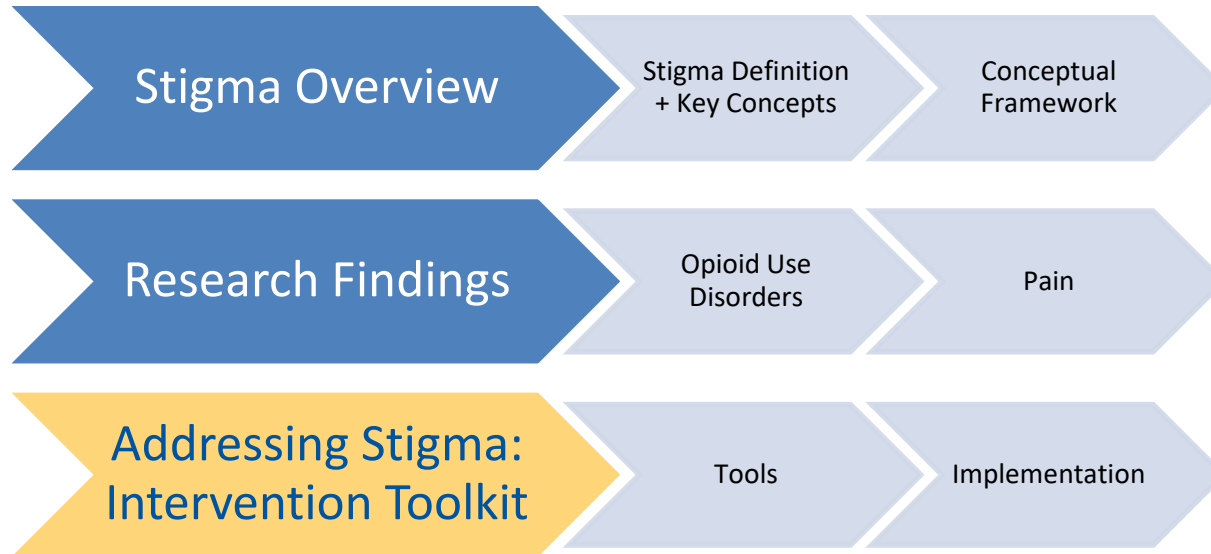 Stigma Overview
Stigma Definition
+ Key Concepts
Conceptual
Framework
Research Findings
Opioid Use
Disorders
Pain
Addressing Stigma:
Intervention Toolkit
Tools
Implementation